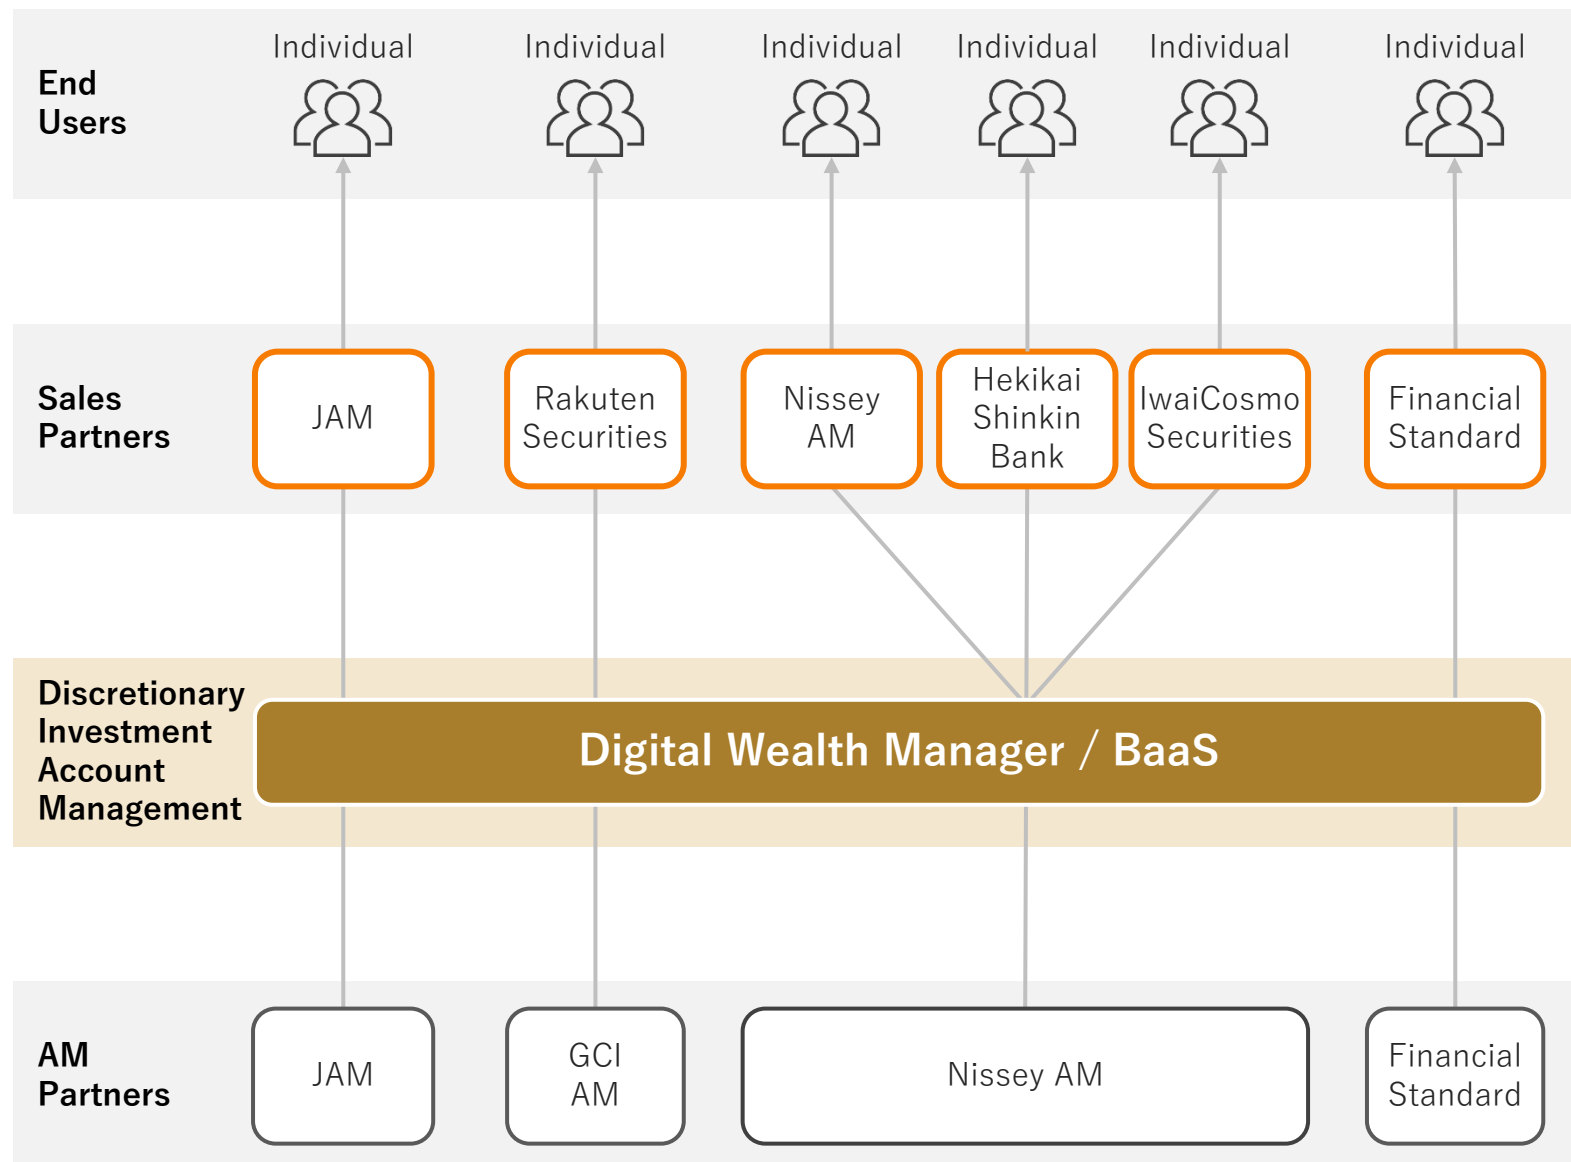 Individual
Individual
Individual
Individual
Individual
Individual
End
Users
Sales
Partners
JAM
Rakuten
Securities
Nissey
AM
Hekikai
Shinkin
Bank
IwaiCosmo
Securities
Financial
Standard
Discretionary
Investment
Account
Management
Digital Wealth Manager / BaaS
AM
Partners
JAM
GCI
AM
Nissey AM
Financial
Standard